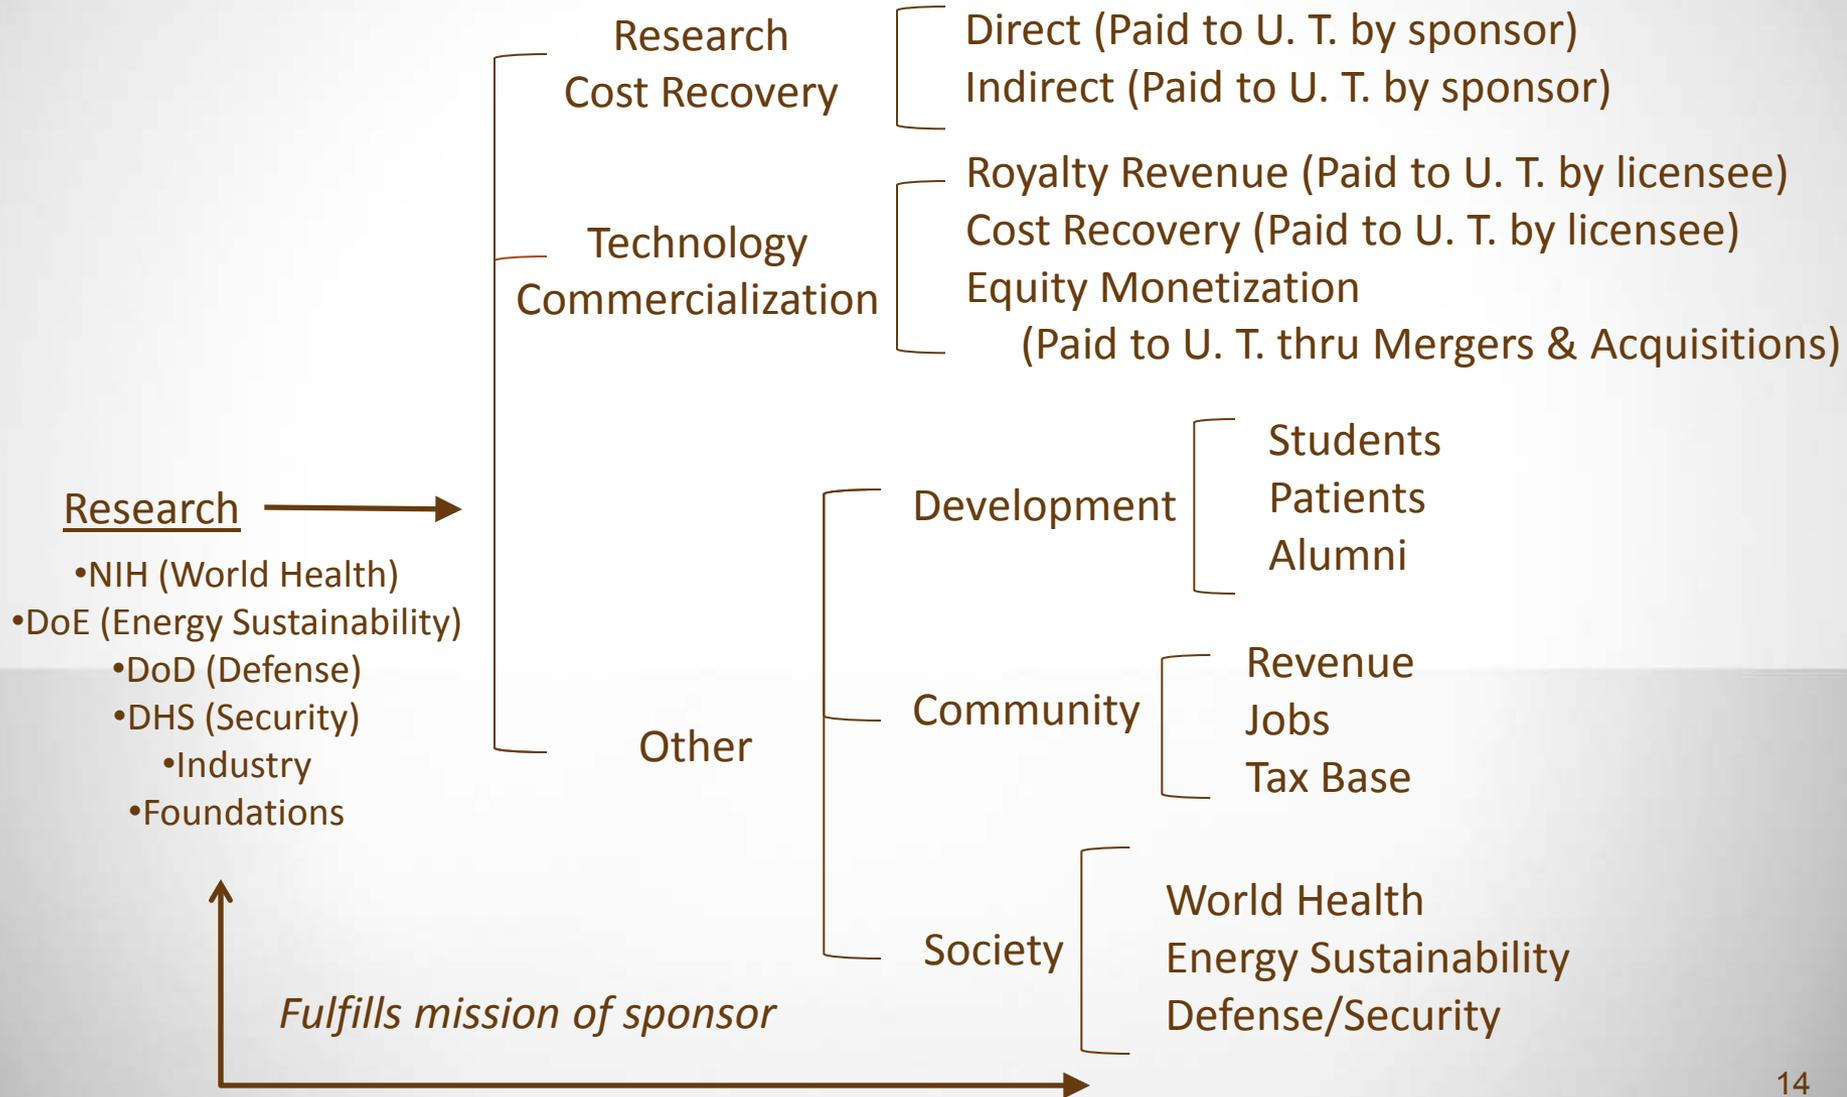 Research
Cost Recovery
Direct (Paid to U. T. by sponsor)
Indirect (Paid to U. T. by sponsor)
Technology
Commercialization
Royalty Revenue (Paid to U. T. by licensee)
Cost Recovery (Paid to U. T. by licensee)
Equity Monetization
(Paid to U. T. thru Mergers & Acquisitions)
Research
•NIH (World Health)
•DoE (Energy Sustainability)
•DoD (Defense)
•DHS (Security)
•Industry
•Foundations
Other
Development
Students
Patients
Alumni
Community
Revenue
Jobs
Tax Base
Society
World Health
Energy Sustainability
Defense/Security
Fulfills mission of sponsor
14